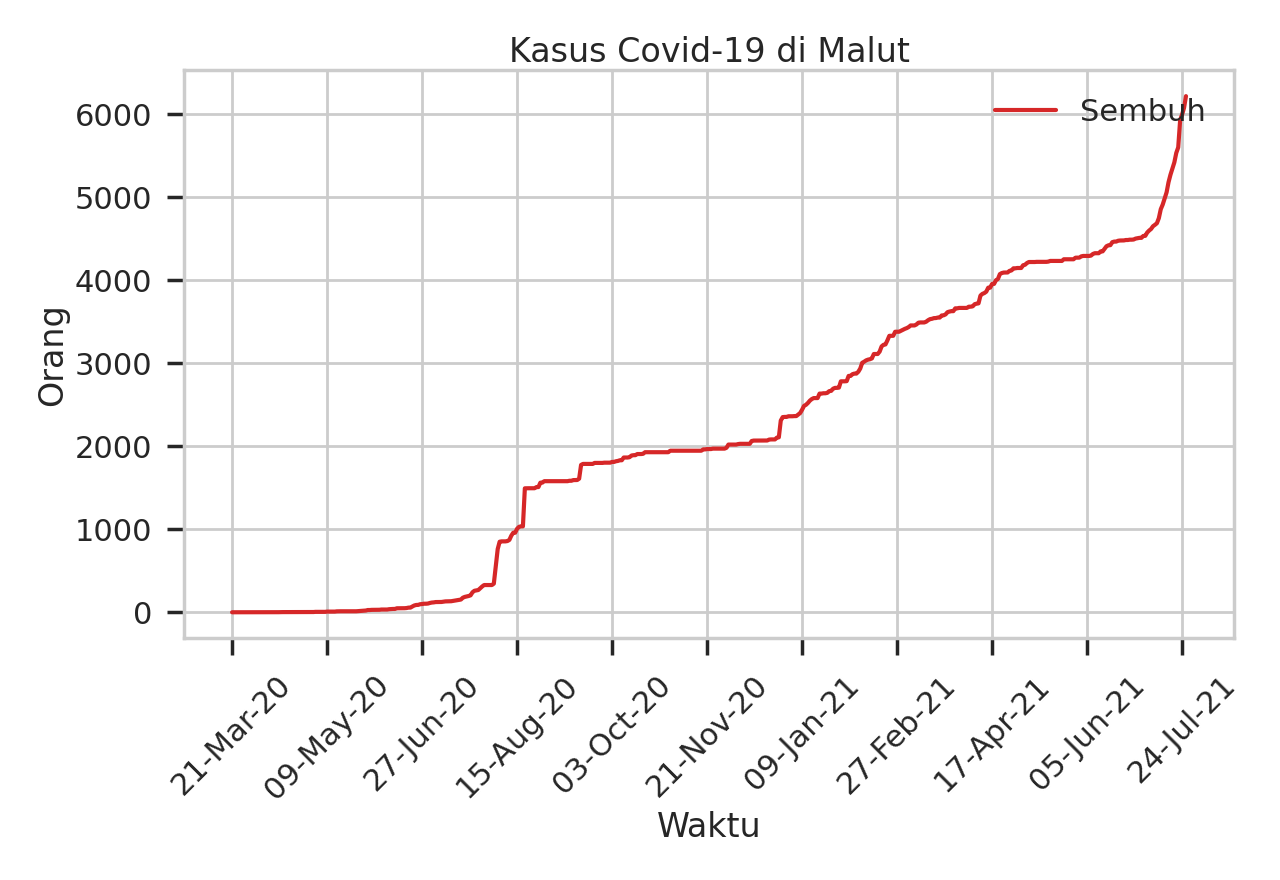 Kasus Covid-19 di Malut
Sembuh
Orang
6000
5000
4000
3000
2000
1000
0
21-Mar-20
09-May-20
27-Jun-20
15-Aug-20
03-Oct-20
21-Nov-20
09-Jan-21
27-Feb-21
17-Apr-21
05-Jun-21
24-Jul-21
Waktu